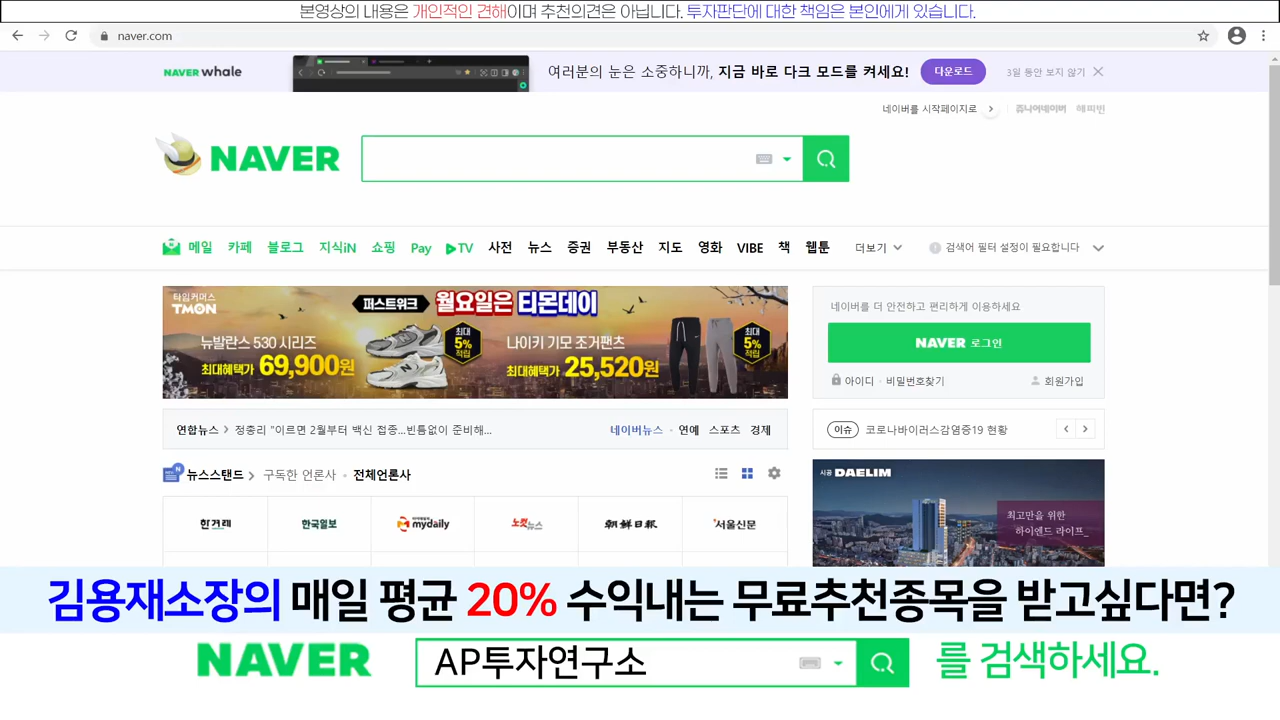 본영상의 내용은 개인적인 견해이며 추천의견은 아닙니다. 투자판단에 대한 책임은 본인에게 있습니다.
naver.com
NAVER whale
여러분의 눈은 소중하니까, 지금 바로 다크 모드를 켜세요!
다운로드
3일 동안 보지 않기
네이버를 시작페이지로
쥬니어네이버 해피빈
NAVER
메일 카페 블로그 지식iN 쇼핑 Pay TV 사전 뉴스 증권 부동산 지도 영화 VIBE 책 웹툰 더보기
검색어 필터 설정이 필요합니다
타임커머스
TMON
퍼스트위크 월요일은 티몬데이
뉴발란스 530 시리즈
최대혜택가 69,900원
최대 5% 적립
나이키 기모 조거팬츠
최대혜택가 25,520원
최대 5% 적립
네이버를 더 안전하고 편리하게 이용하세요
NAVER 로그인
아이디 · 비밀번호찾기
회원가입
연합뉴스 > 정총리 "이르면 2월부터 백신 접종...빈틈없이 준비해...
네이버뉴스 · 연예 스포츠 경제
이슈 코로나바이러스감염증19 현황
뉴스스탠드 > 구독한 언론사 · 전체언론사
한겨레 한국일보 mydaily 노컷뉴스 朝鮮日報 서울신문
시공 DAELIM
최고만을 위한
하이엔드 라이프_
김용재소장의 매일 평균 20% 수익내는 무료추천종목을 받고싶다면?
NAVER AP투자연구소 를 검색하세요.